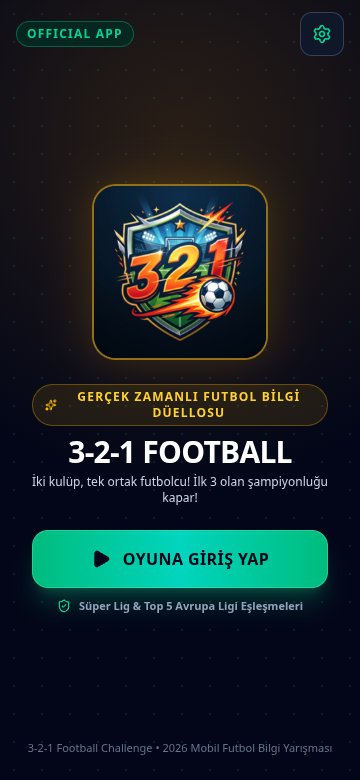 OFFICIAL APP
321
GERÇEK ZAMANLI FUTBOL BİLGİ
DÜELLOSU
3-2-1 FOOTBALL
İki kulüp, tek ortak futbolcu! İlk 3 olan şampiyonluğu
kapar!
OYUNA GİRİŞ YAP
Süper Lig & Top 5 Avrupa Ligi Eşleşmeleri
3-2-1 Football Challenge • 2026 Mobil Futbol Bilgi Yarışması